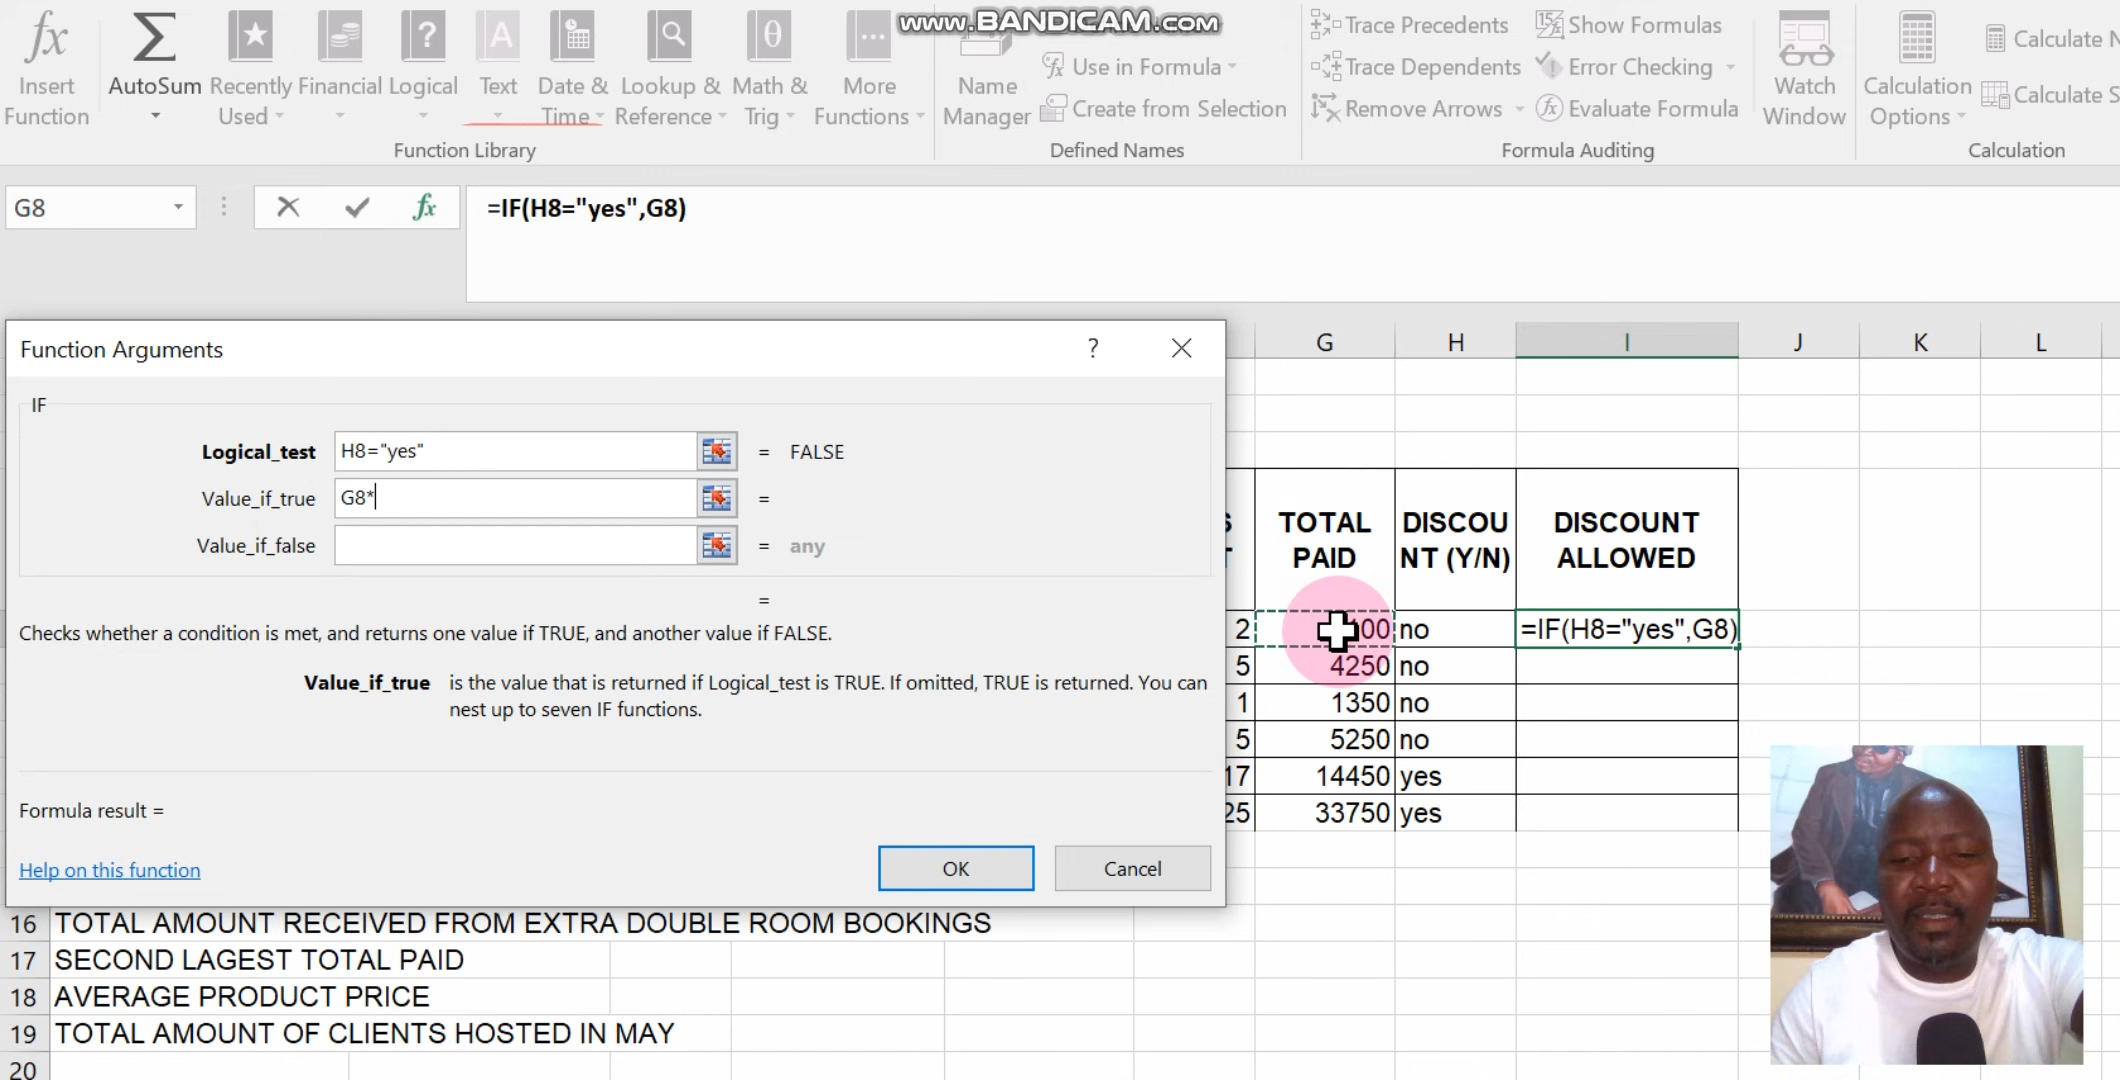 www.BANDICAM.com
Insert Function
AutoSum
Recently Used
Financial
Logical
Text
Date & Time
Lookup & Reference
Math & Trig
More Functions
Function Library
Name Manager
Use in Formula
Create from Selection
Defined Names
Trace Precedents
Trace Dependents
Remove Arrows
Show Formulas
Error Checking
Evaluate Formula
Formula Auditing
Watch Window
Calculation Options
Calculate N
Calculate S
Calculation
G8
fx
=IF(H8="yes",G8)
Function Arguments
?
IF
Logical_test H8="yes" = FALSE
Value_if_true G8* =
Value_if_false = any
=
Checks whether a condition is met, and returns one value if TRUE, and another value if FALSE.
Value_if_true is the value that is returned if Logical_test is TRUE. If omitted, TRUE is returned. You can
nest up to seven IF functions.
Formula result =
Help on this function
OK
Cancel
G H I J K L
TOTAL PAID
DISCOU
NT (Y/N)
DISCOUNT ALLOWED
2 no =IF(H8="yes",G8)
5 4250 no
1 1350 no
5 5250 no
17 14450 yes
25 33750 yes
16 TOTAL AMOUNT RECEIVED FROM EXTRA DOUBLE ROOM BOOKINGS
17 SECOND LAGEST TOTAL PAID
18 AVERAGE PRODUCT PRICE
19 TOTAL AMOUNT OF CLIENTS HOSTED IN MAY
20